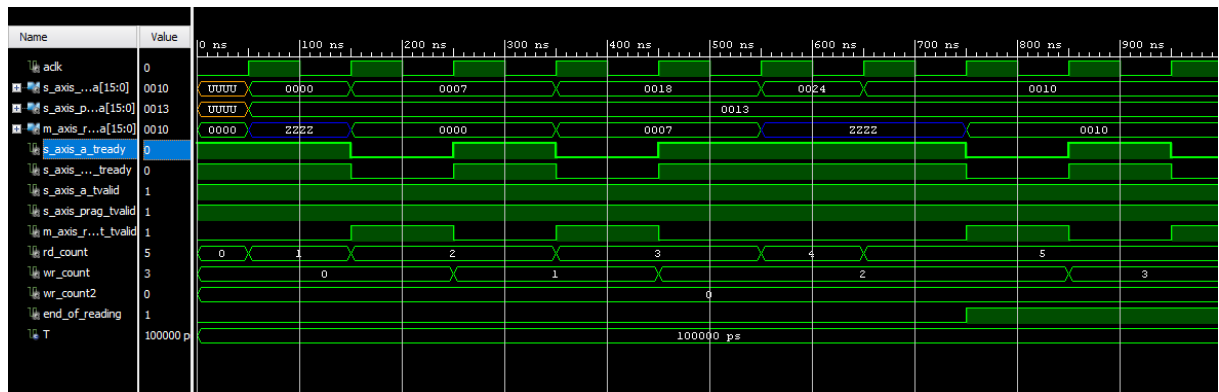 Name Value 0 ns 100 ns 200 ns 300 ns 400 ns 500 ns 600 ns 700 ns 800 ns 900 ns
aclk 0
s_axis_...a[15:0] 0010 UUUU 0000 0007 0018 0024 0010
s_axis_p...a[15:0] 0013 UUUU 0013
m_axis_r...a[15:0] 0010 0000 ZZZZ 0000 0007 ZZZZ 0010
s_axis_a_tready 0
s_axis_..._tready 0
s_axis_a_tvalid 1
s_axis_prag_tvalid 1
m_axis_r...t_tvalid 1
rd_count 5 0 1 2 3 4 5
wr_count 3 0 1 2 3
wr_count2 0 0
end_of_reading 1
T 100000 p 100000 ps